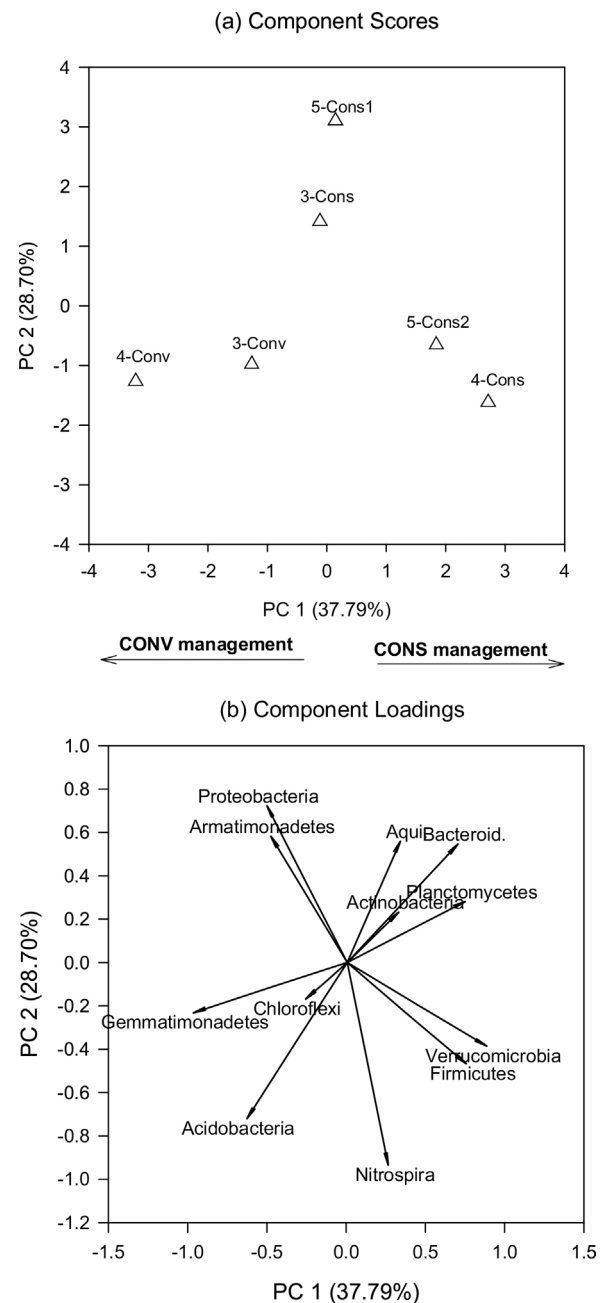 (a) Component Scores
4
3
2
1
0
-1
-2
-3
-4
PC 2 (28.70%)
5-Cons1
3-Cons
5-Cons2
3-Conv
4-Conv
4-Cons
-4 -3 -2 -1 0 1 2 3 4
PC 1 (37.79%)
CONV management
CONS management
(b) Component Loadings
1.0
0.8
0.6
0.4
0.2
0.0
-0.2
-0.4
-0.6
-0.8
-1.0
-1.2
PC 2 (28.70%)
Proteobacteria
Armatimonadetes
Aqui
Bacteroid.
Planctomycetes
Actinobacteria
Chloroflexi
Gemmatimonadetes
Verrucomicrobia
Firmicutes
Acidobacteria
Nitrospira
-1.5 -1.0 -0.5 0.0 0.5 1.0 1.5
PC 1 (37.79%)